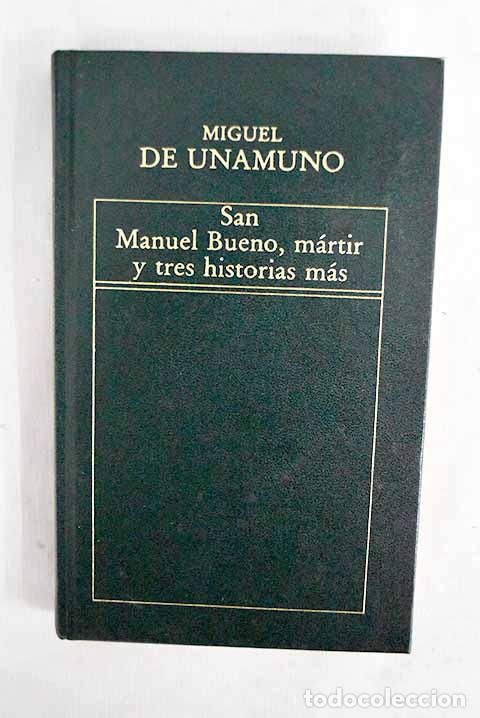 MIGUEL
DE UNAMUNO
San
Manuel Bueno, mártir
y tres historias más
todocoleccion